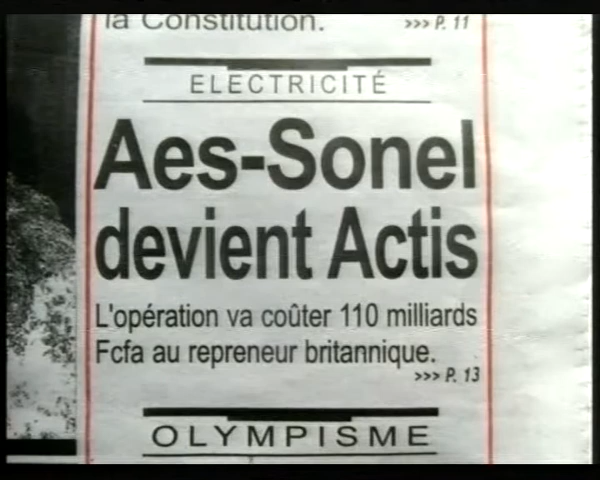 la Constitution.
>>> P. 11
ELECTRICITÉ
Aes-Sonel
devient Actis
L'opération va coûter 110 milliards
Fcfa au repreneur britannique.
>>> P. 13
OLYMPISME